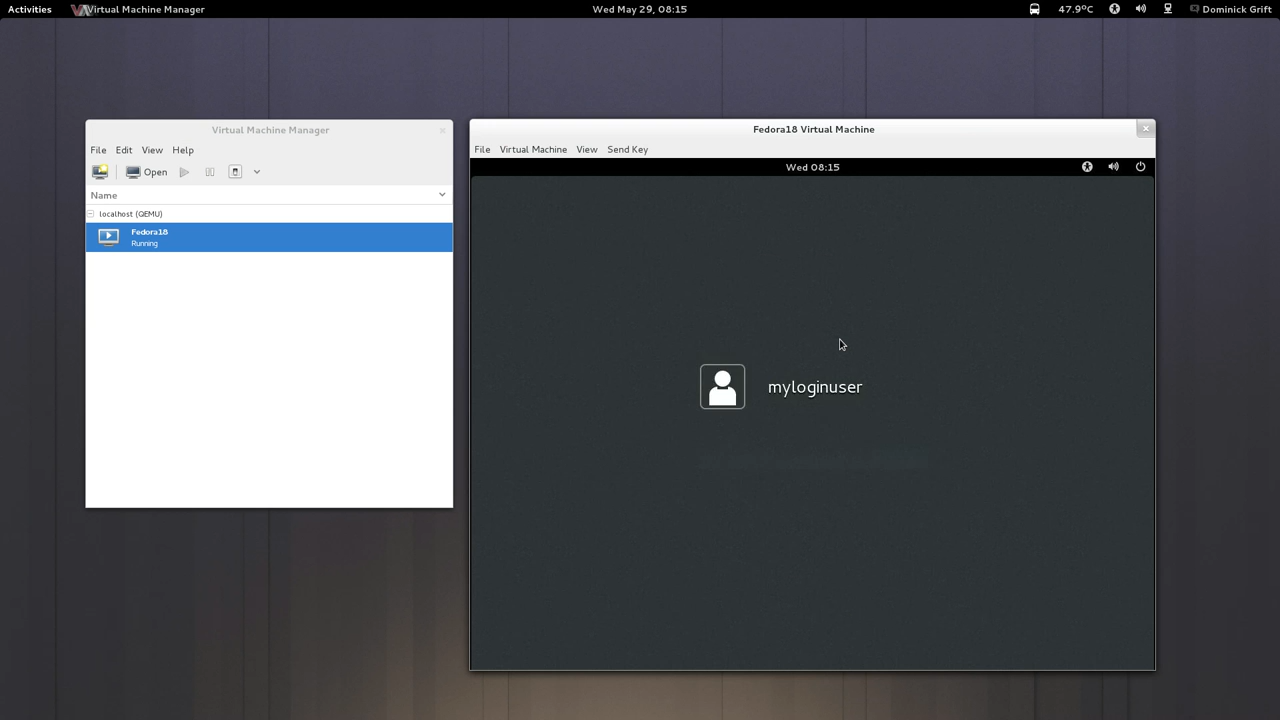 Activities
Virtual Machine Manager
Wed May 29, 08:15
47.9°C
Dominick Grift
Virtual Machine Manager
File Edit View Help
Open
Name
localhost (QEMU)
Fedora18
Running
Fedora18 Virtual Machine
File Virtual Machine View Send Key
Wed 08:15
myloginuser